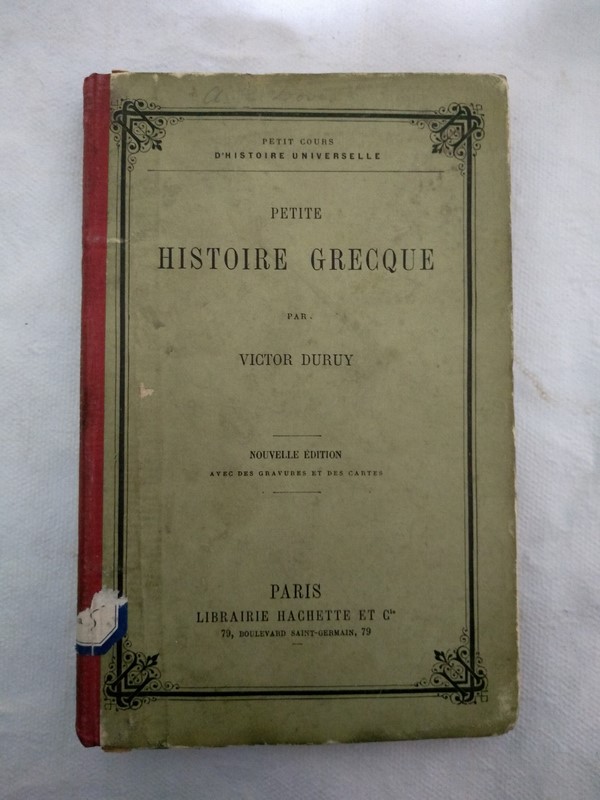 PETIT COURS
D'HISTOIRE UNIVERSELLE
PETITE
HISTOIRE GRECQUE
PAR
VICTOR DURUY
NOUVELLE ÉDITION
AVEC DES GRAVURES ET DES CARTES
PARIS
LIBRAIRIE HACHETTE ET Cie
79, BOULEVARD SAINT-GERMAIN, 79